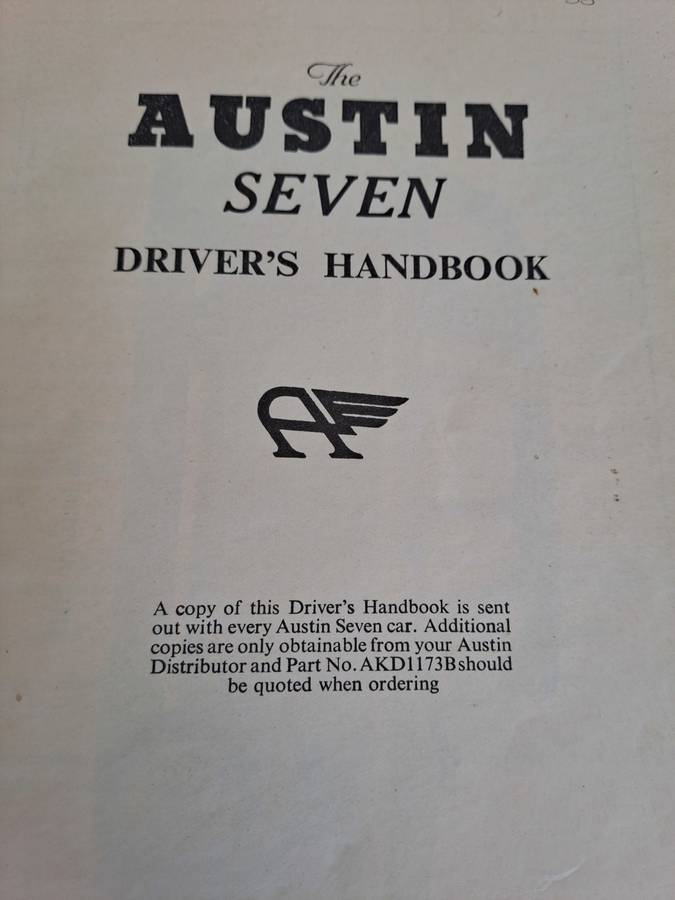 The
AUSTIN
SEVEN
DRIVER'S HANDBOOK
A
A copy of this Driver's Handbook is sent
out with every Austin Seven car. Additional
copies are only obtainable from your Austin
Distributor and Part No. AKD1173B should
be quoted when ordering